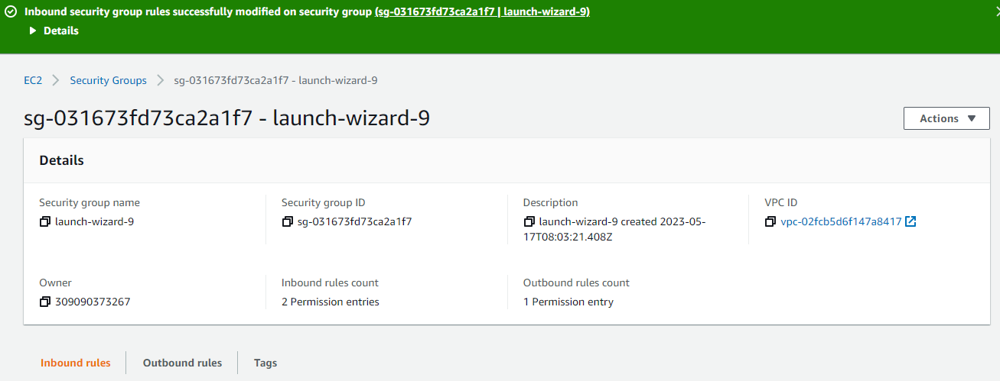 Inbound security group rules successfully modified on security group (sg-031673fd73ca2a1f7 | launch-wizard-9)
Details
EC2 > Security Groups > sg-031673fd73ca2a1f7 - launch-wizard-9
sg-031673fd73ca2a1f7 - launch-wizard-9
Actions
Details
Security group name
launch-wizard-9
Security group ID
sg-031673fd73ca2a1f7
Description
launch-wizard-9 created 2023-05-
17T08:03:21.408Z
VPC ID
vpc-02fcb5d6f147a8417
Owner
309090373267
Inbound rules count
2 Permission entries
Outbound rules count
1 Permission entry
Inbound rules
Outbound rules
Tags